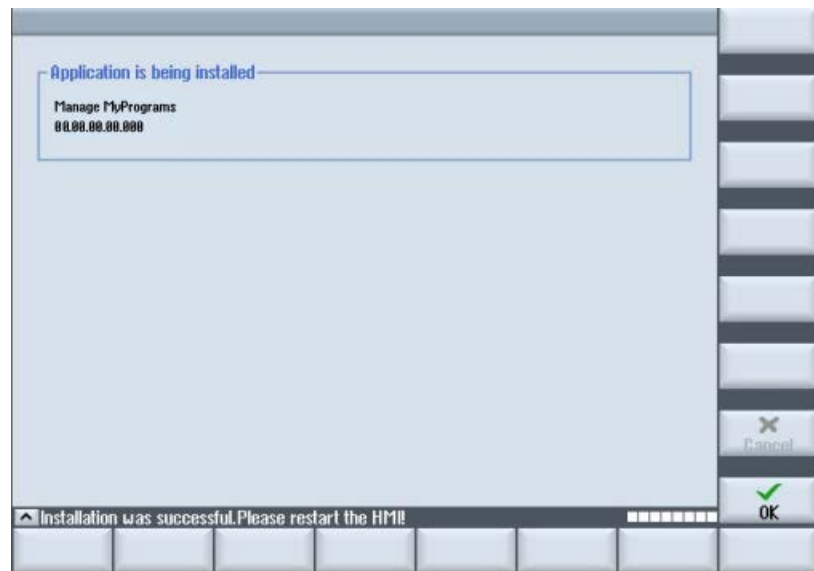 Application is being installed
Manage MyPrograms
00.00.00.00.000
Cancel
OK
Installation was successful.Please restart the HMI!